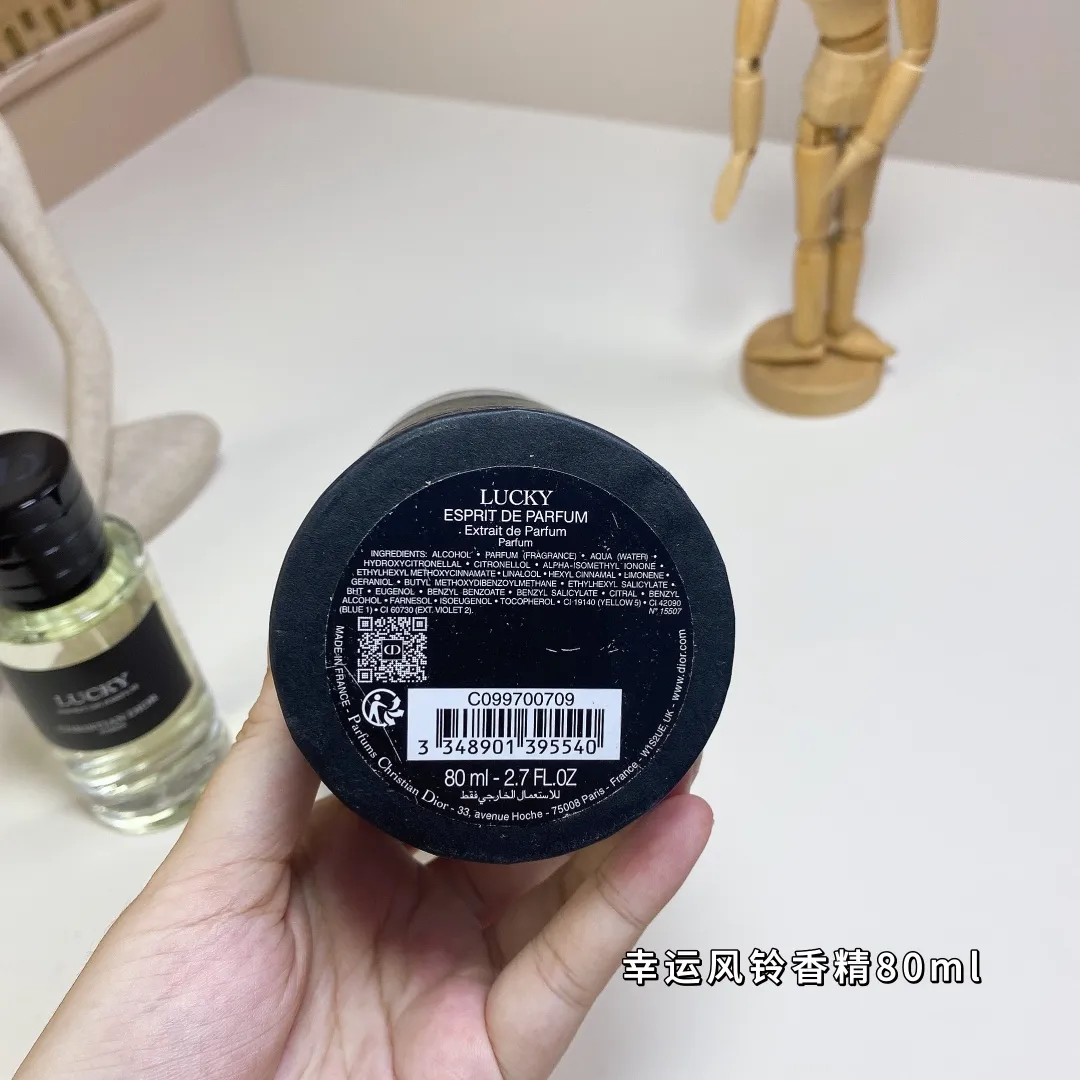 LUCKY
ESPRIT DE PARFUM
Extrait de Parfum
Parfum
INGREDIENTS: ALCOHOL • PARFUM (FRAGRANCE) • AQUA (WATER) •
HYDROXYCITRONELLAL • CITRONELLOL • ALPHA-ISOMETHYL IONONE •
ETHYLHEXYL METHOXYCINNAMATE • LINALOOL • HEXYL CINNAMAL • LIMONENE •
GERANIOL • BUTYL METHOXYDIBENZOYLMETHANE • ETHYLHEXYL SALICYLATE •
BHT • EUGENOL • BENZYL BENZOATE • BENZYL SALICYLATE • CITRAL • BENZYL
ALCOHOL • FARNESOL • ISOEUGENOL • TOCOPHEROL • CI 19140 (YELLOW 5) • CI 42090
(BLUE 1) • CI 60730 (EXT. VIOLET 2).
N° 15507
MADE IN FRANCE - Parfums Christian Dior - 33, avenue Hoche - 75008 Paris - France - W1S2UE, UK - www.dior.com
C099700709
3 348901 395540
80 ml - 2.7 FL.OZ
للاستعمال الخارجي فقط
LUCKY
幸运风铃香精80ml